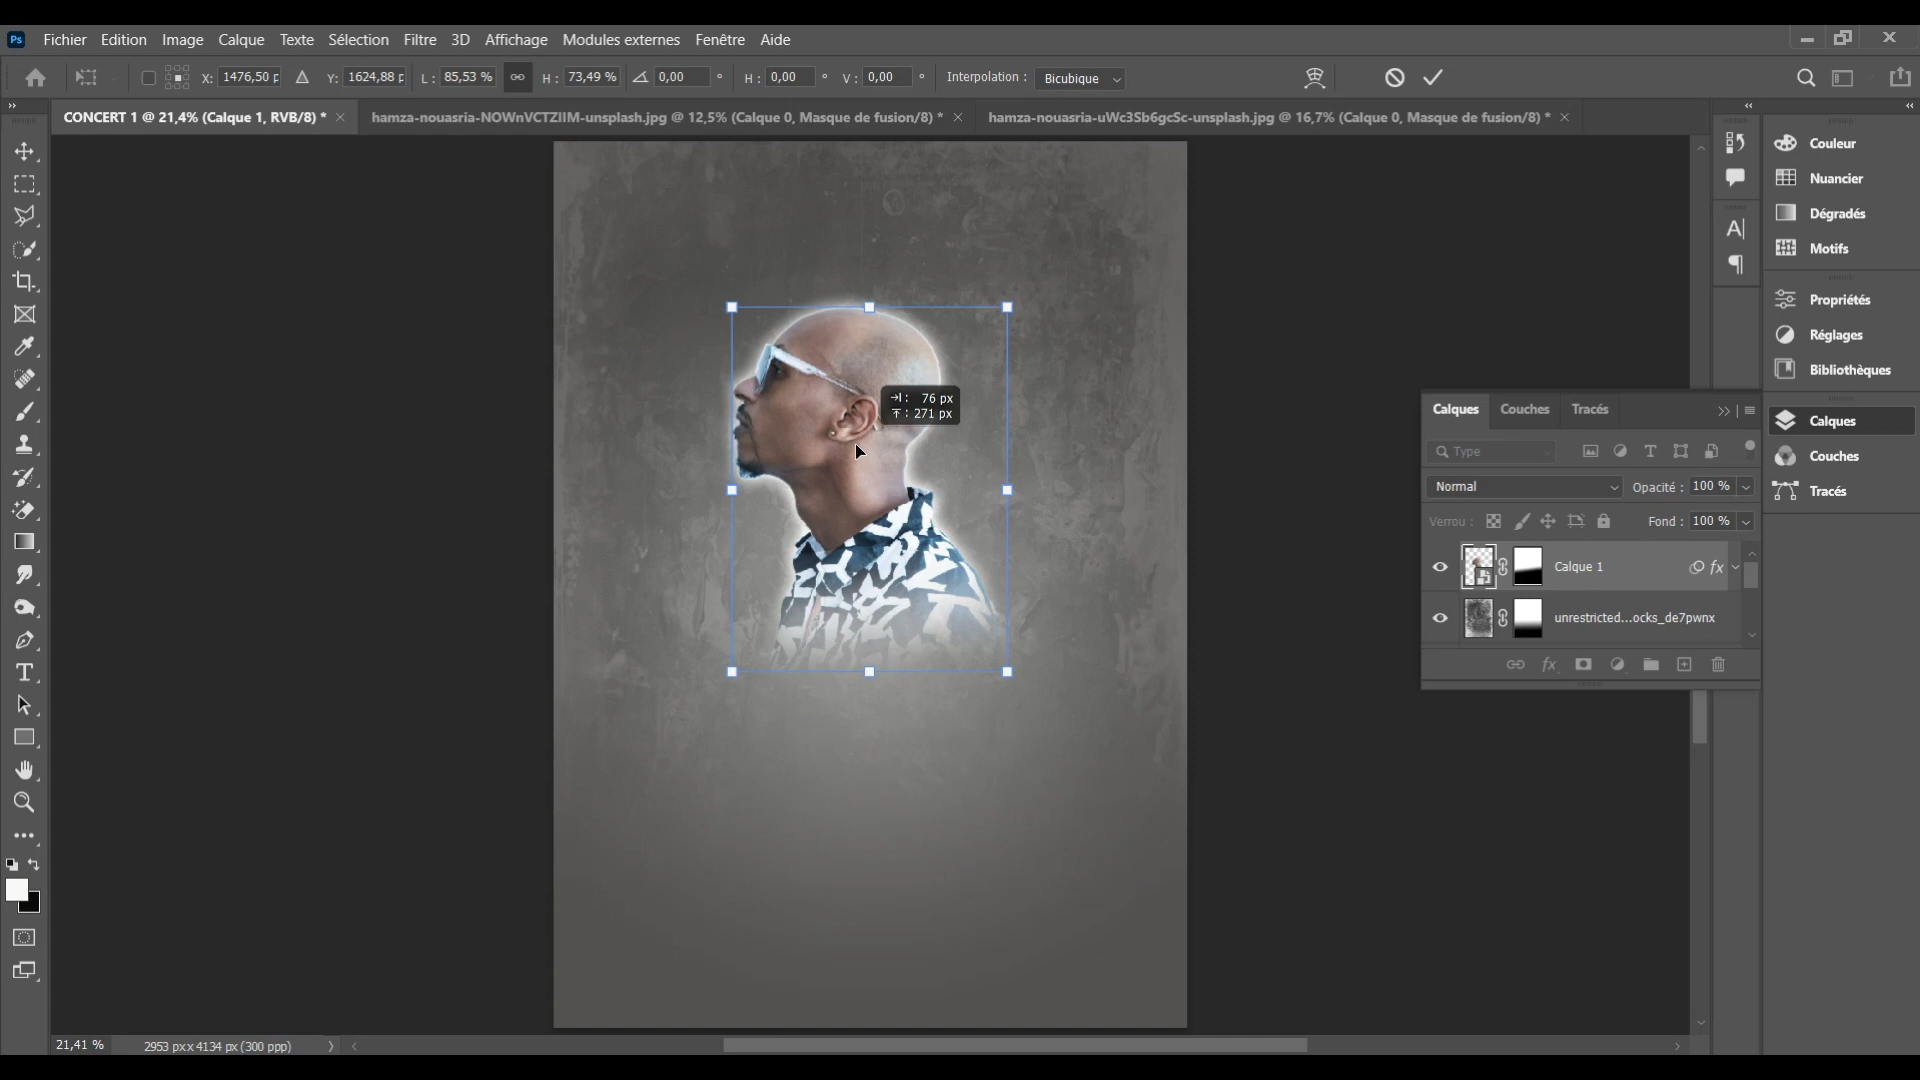 Ps Fichier Edition Image Calque Texte Sélection Filtre 3D Affichage Modules externes Fenêtre Aide
X: 1476,50 p Δ Y: 1624,88 p L : 85,53 % H : 73,49 % 0,00 ° H : 0,00 ° V : 0,00 ° Interpolation : Bicubique
CONCERT 1 @ 21,4% (Calque 1, RVB/8) * × hamza-nouasria-NOWnVCTZIIM-unsplash.jpg @ 12,5% (Calque 0, Masque de fusion/8) * × hamza-nouasria-uWc3Sb6gcSc-unsplash.jpg @ 16,7% (Calque 0, Masque de fusion/8) * ×
Couleur
Nuancier
Dégradés
Motifs
Propriétés
Réglages
Bibliothèques
Calques
Couches
Tracés
: 76 px
: 271 px
Calques Couches Tracés
Type
Normal Opacité : 100 %
Verrou : Fond : 100 %
Calque 1 fx
unrestricted...ocks_de7pwnx
fx
21,41 % 2953 px x 4134 px (300 ppp)